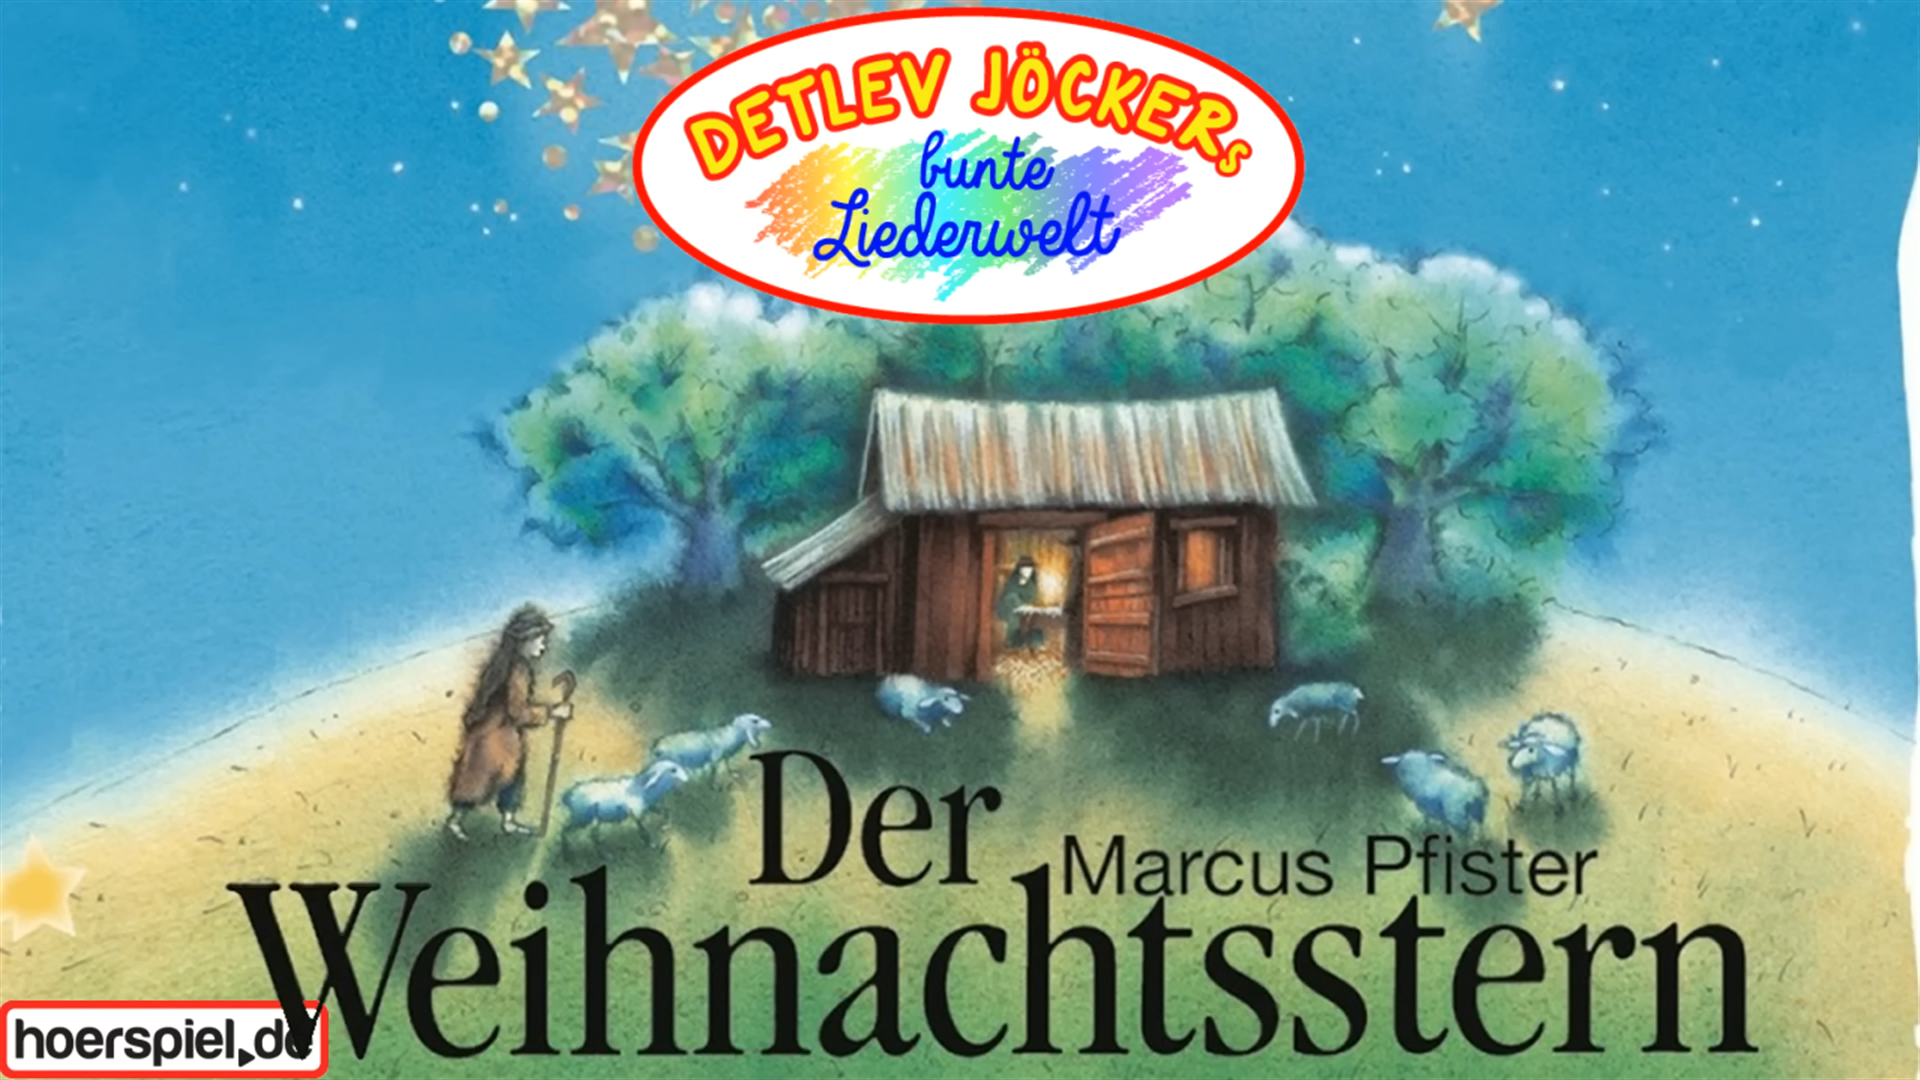 DETLEV JÖCKERs
bunte
Liederwelt
Der
Marcus Pfister
Weihnachtsstern
hoerspiel.de